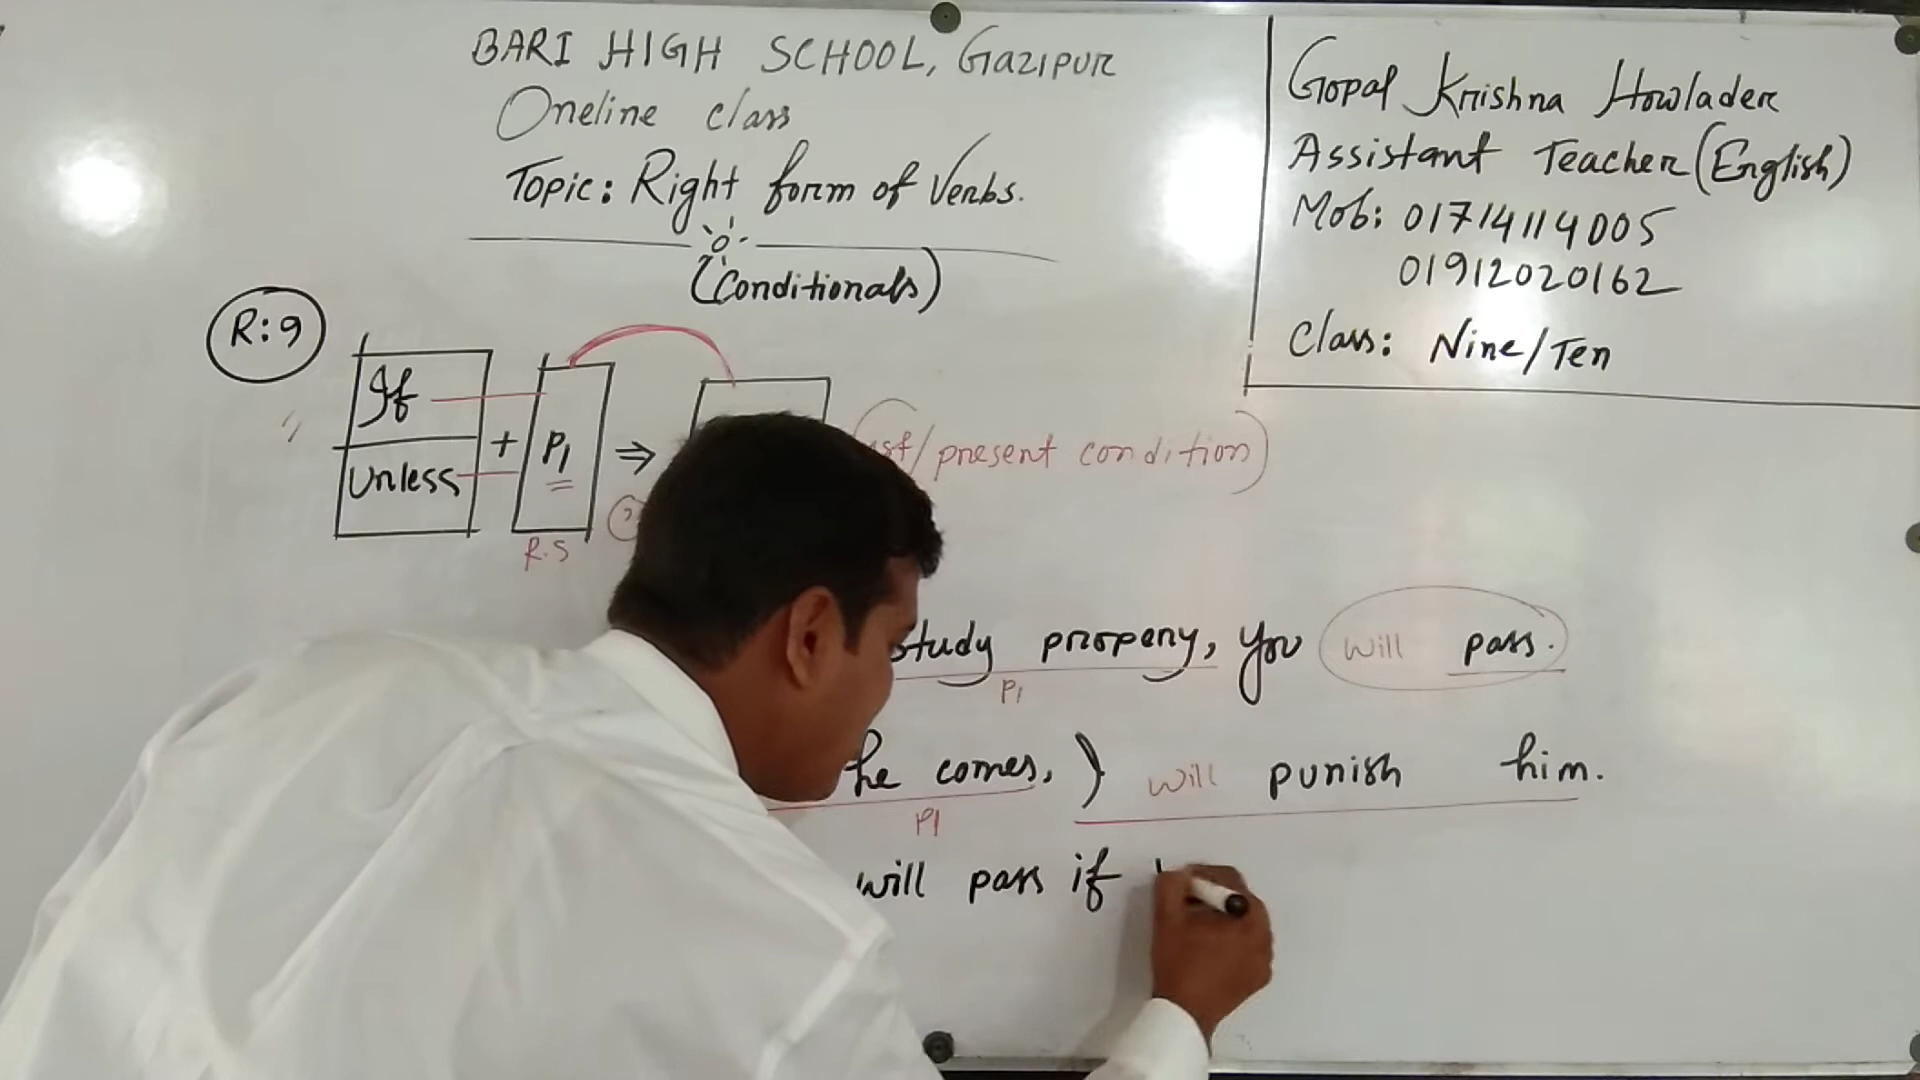 BARI HIGH SCHOOL, Gazipur
Oneline class
Topic: Right form of Verbs.
(Conditionals)
Gopal Krishna Howlader
Assistant Teacher (English)
Mob: 01714114005
01912020162
Class: Nine/Ten
R:9
If
Unless
+ P1 ⇒
R.S
/present condition)
study propeny, you will pass.
P1
he comes, I will punish him.
P1
will pass if